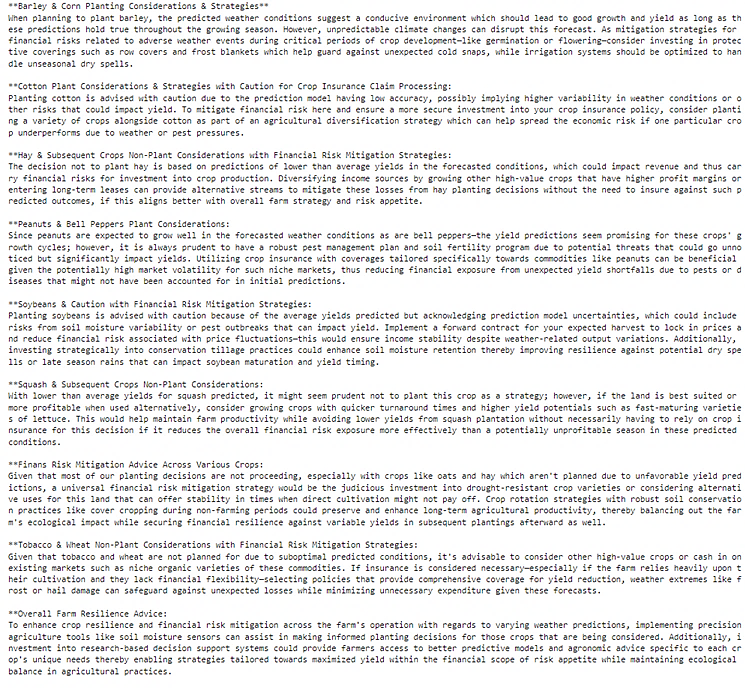 **Barley & Corn Planting Considerations & Strategies**
When planting to plant barley, the predicted weather conditions suggest a conducive environment which should lead to good growth and yield as long as th
ese predictions hold true throughout the growing season. However, unpredictable climate changes can disrupt this forecast. As mitigation strategies for
financial risks related to adverse weather events during critical periods of crop development—like germination or flowering—consider investing in protec
tive coverings such as row covers and frost blankets which help guard against unexpected cold snaps, while irrigation systems should be optimized to han
dle unseasonal dry spells.

**Cotton Plant Considerations & Strategies with Caution for Crop Insurance Claim Processing:
Planting cotton is advised with caution due to the prediction model having low accuracy, possibly implying higher variability in weather conditions or o
ther risks that could impact yield. To mitigate financial risk here and ensure a more secure investment into your crop insurance policy, consider planti
ng a variety of crops alongside cotton as part of an agricultural diversification strategy which can help spread the economic risk if one particular cro
p underperforms due to weather or pest pressures.

**Hay & Subsequent Crops Non-Plant Considerations with Financial Risk Mitigation Strategies:
The decision not to plant hay is based on predictions of lower than average yields in the forecasted conditions, which could impact revenue and thus car
ry financial risks for investment into crop production. Diversifying income sources by growing other high-value crops that have higher profit margins or
entering long-term leases can provide alternative streams to mitigate these losses from hay planting decisions without the need to insure against such p
redicted outcomes, if this aligns better with overall farm strategy and risk appetite.

**Peanuts & Bell Peppers Plant Considerations:
Since peanuts are expected to grow well in the forecasted weather conditions as are bell peppers—the yield predictions seem promising for these crops' g
rowth cycles; however, it is always prudent to have a robust pest management plan and soil fertility program due to potential threats that could go unno
ticed but significantly impact yields. Utilizing crop insurance with coverages tailored specifically towards commodities like peanuts can be beneficial
given the potentially high market volatility for such niche markets, thus reducing financial exposure from unexpected yield shortfalls due to pests or d
iseases that might not have been accounted for in initial predictions.

**Soybeans & Caution with Financial Risk Mitigation Strategies:
Planting soybeans is advised with caution because of the average yields predicted but acknowledging prediction model uncertainties, which could include
risks from soil moisture variability or pest outbreaks that can impact yield. Implement a forward contract for your expected harvest to lock in prices a
nd reduce financial risk associated with price fluctuations—this would ensure income stability despite weather-related output variations. Additionally,
investing strategically into conservation tillage practices could enhance soil moisture retention thereby improving resilience against potential dry spe
lls or late season rains that can impact soybean maturation and yield timing.

**Squash & Subsequent Crops Non-Plant Considerations:
With lower than average yields for squash predicted, it might seem prudent not to plant this crop as a strategy; however, if the land is best suited or
more profitable when used alternatively, consider growing crops with quicker turnaround times and higher yield potentials such as fast-maturing varietie
s of lettuce. This would help maintain farm productivity while avoiding lower yields from squash plantation without necessarily having to rely on crop i
nsurance for this decision if it reduces the overall financial risk exposure more effectively than a potentially unprofitable season in these predicted
conditions.

**Finans Risk Mitigation Advice Across Various Crops:
Given that most of our planting decisions are not proceeding, especially with crops like oats and hay which aren't planned due to unfavorable yield pred
ictions, a universal financial risk mitigation strategy would be the judicious investment into drought-resistant crop varieties or considering alternati
ve uses for this land that can offer stability in times when direct cultivation might not pay off. Crop rotation strategies with robust soil conservatio
n practices like cover cropping during non-farming periods could preserve and enhance long-term agricultural productivity, thereby balancing out the far
m's ecological impact while securing financial resilience against variable yields in subsequent plantings afterward as well.

**Tobacco & Wheat Non-Plant Considerations with Financial Risk Mitigation Strategies:
Given that tobacco and wheat are not planned for due to suboptimal predicted conditions, it's advisable to consider other high-value crops or cash in on
existing markets such as niche organic varieties of these commodities. If insurance is considered necessary—especially if the farm relies heavily upon t
heir cultivation and they lack financial flexibility—selecting policies that provide comprehensive coverage for yield reduction, weather extremes like f
rost or hail damage can safeguard against unexpected losses while minimizing unnecessary expenditure given these forecasts.

**Overall Farm Resilience Advice:
To enhance crop resilience and financial risk mitigation across the farm's operation with regards to varying weather predictions, implementing precision
agriculture tools like soil moisture sensors can assist in making informed planting decisions for those crops that are being considered. Additionally, i
nvestment into research-based decision support systems could provide farmers access to better predictive models and agronomic advice specific to each cr
op's unique needs thereby enabling strategies tailored towards maximized yield within the financial scope of risk appetite while maintaining ecological
balance in agricultural practices.